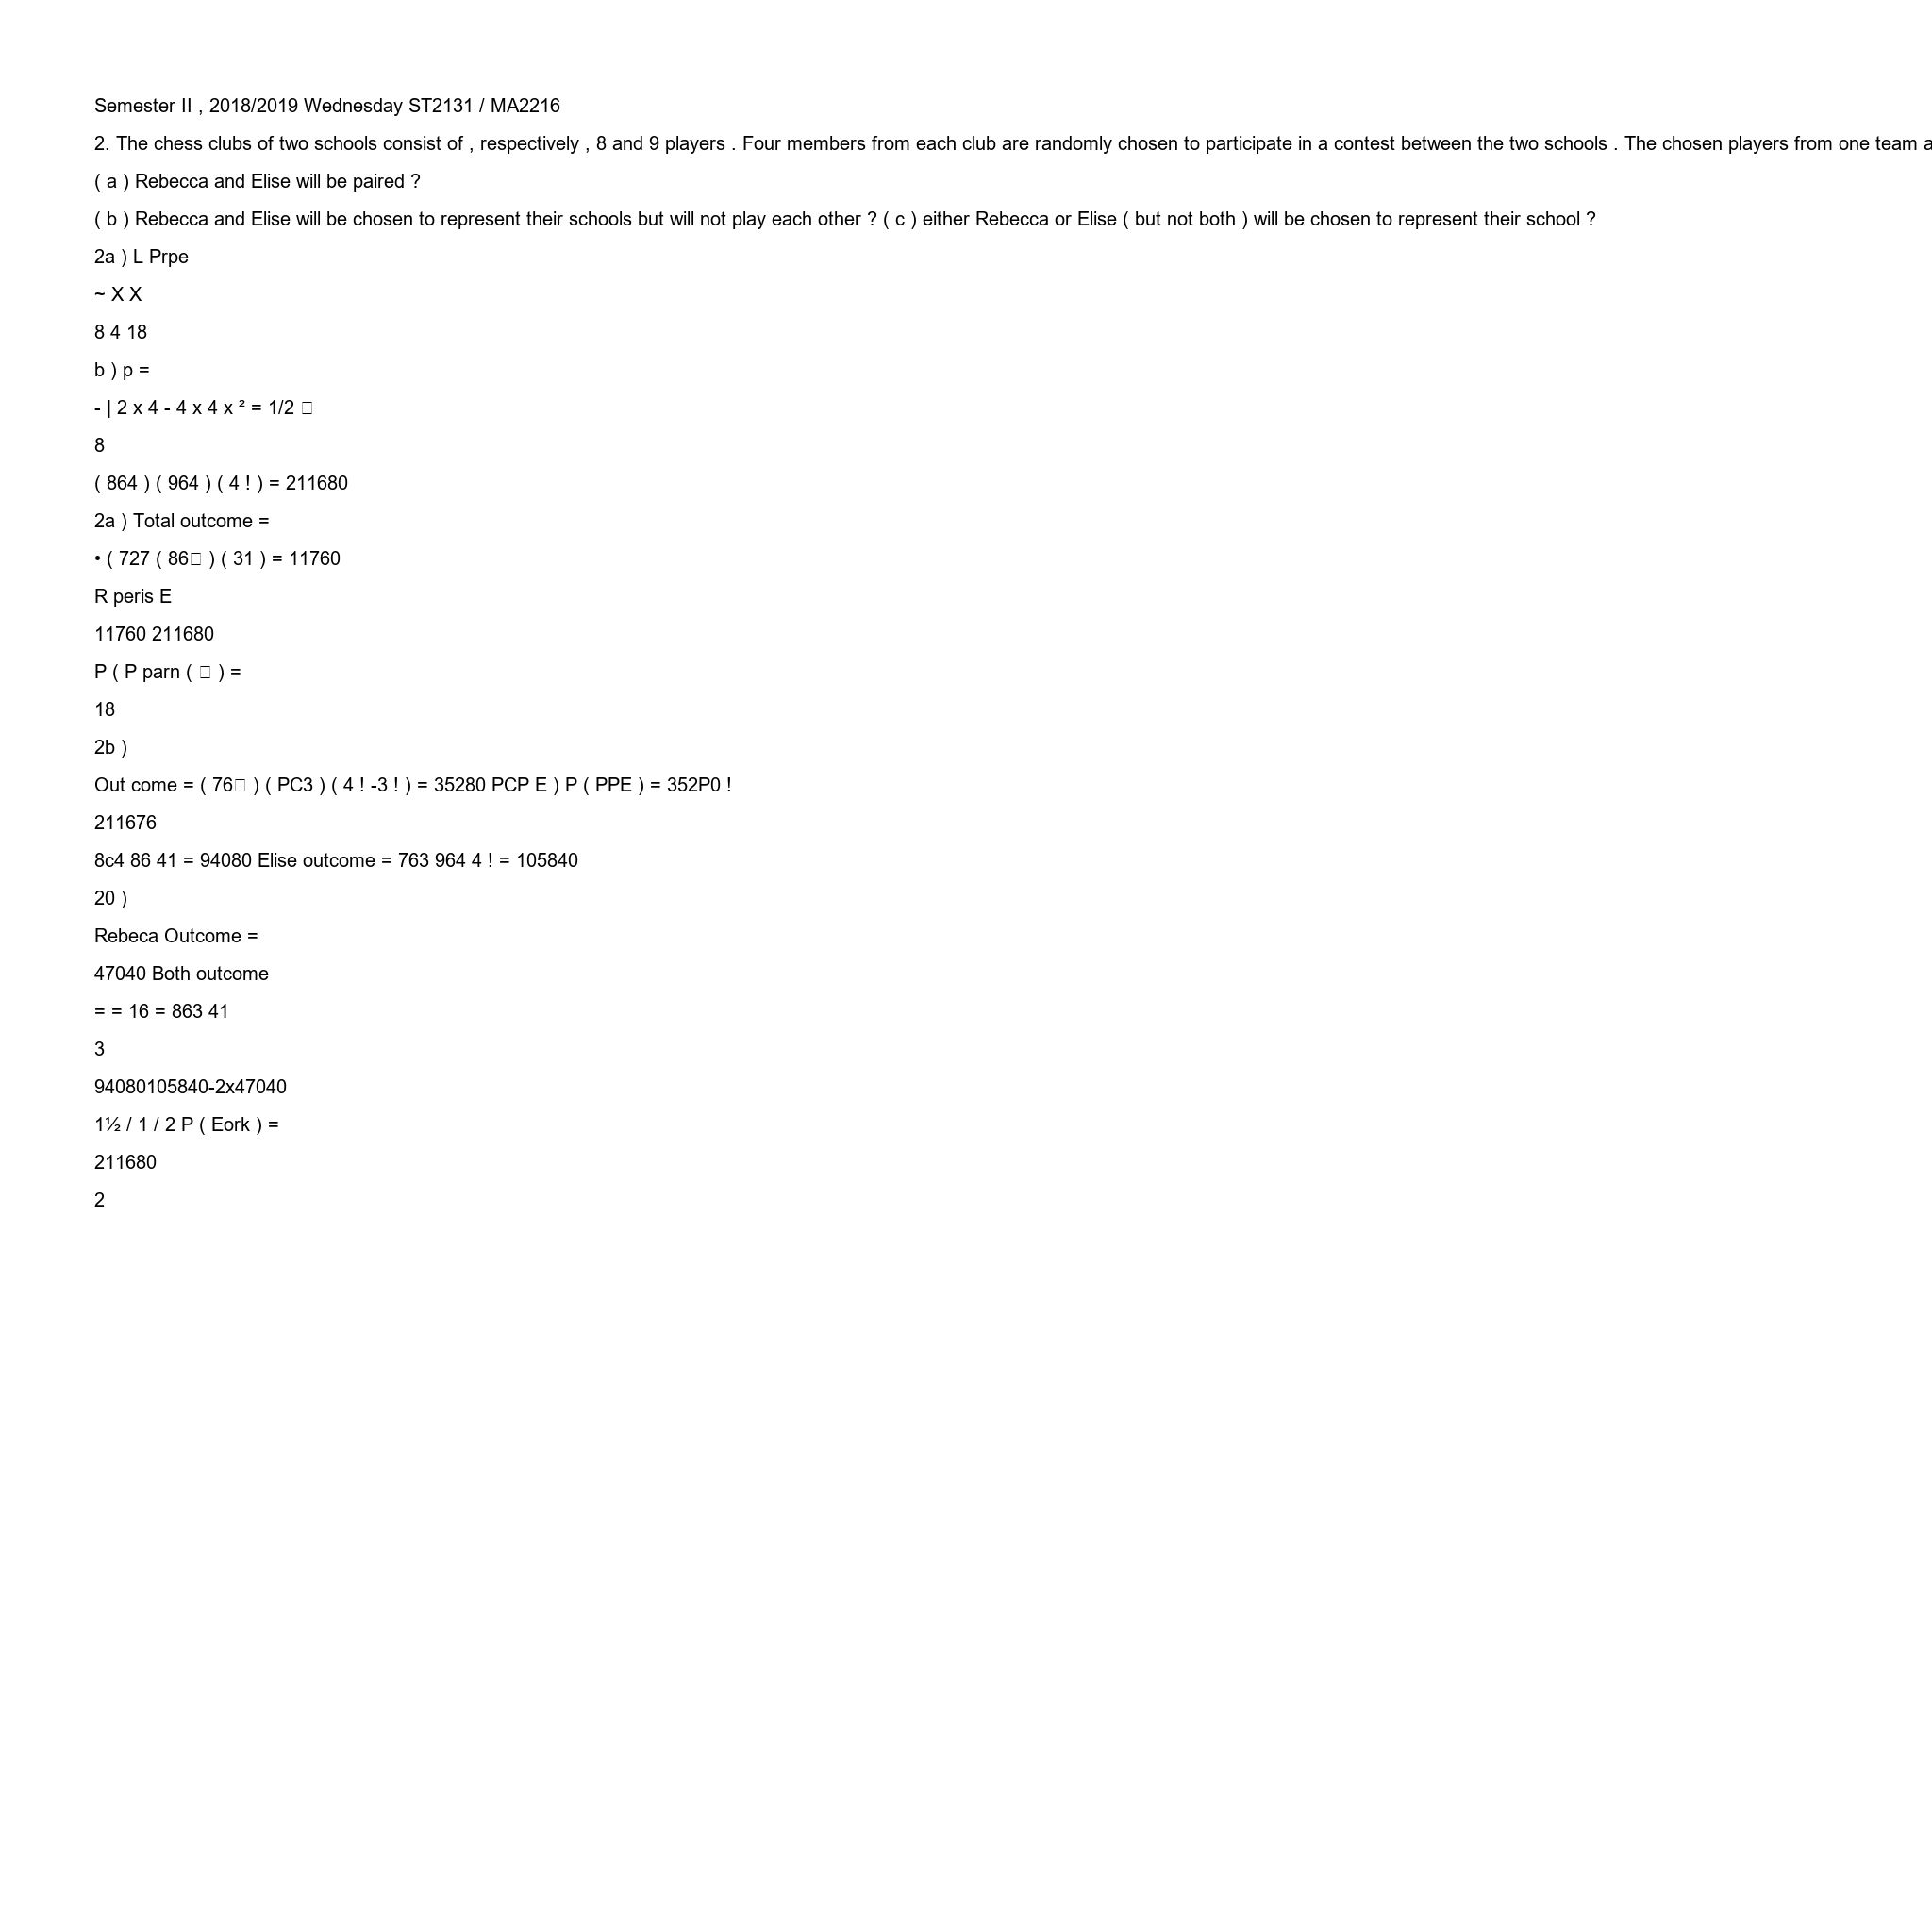 Semester II , 2018/2019 Wednesday ST2131 / MA2216
2. The chess clubs of two schools consist of , respectively , 8 and 9 players . Four members from each club are randomly chosen to participate in a contest between the two schools . The chosen players from one team a
( a ) Rebecca and Elise will be paired ?
( b ) Rebecca and Elise will be chosen to represent their schools but will not play each other ? ( c ) either Rebecca or Elise ( but not both ) will be chosen to represent their school ?
2a ) L Prpe
~ X X
8 4 18
b ) p =
- | 2 x 4 - 4 x 4 x ² = 1/2 □
8
( 864 ) ( 964 ) ( 4 ! ) = 211680
2a ) Total outcome =
• ( 727 ( 86□ ) ( 31 ) = 11760
R peris E
11760 211680
P ( P parn ( □ ) =
18
2b )
Out come = ( 76□ ) ( PC3 ) ( 4 ! -3 ! ) = 35280 PCP E ) P ( PPE ) = 352P0 !
211676
8c4 86 41 = 94080 Elise outcome = 763 964 4 ! = 105840
20 )
Rebeca Outcome =
47040 Both outcome
= = 16 = 863 41
3
94080105840-2x47040
1½ / 1 / 2 P ( Eork ) =
211680
2